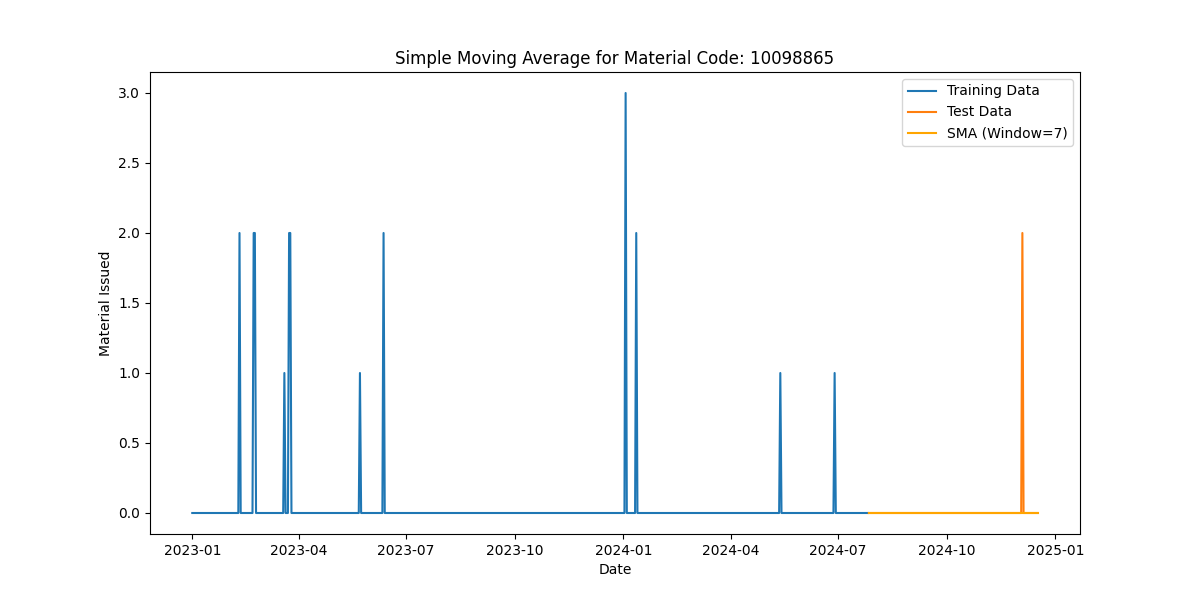 Simple Moving Average for Material Code: 10098865
Training Data
Test Data
SMA (Window=7)
Material Issued
3.0
2.5
2.0
1.5
1.0
0.5
0.0
2023-01
2023-04
2023-07
2023-10
2024-01
2024-04
2024-07
2024-10
2025-01
Date